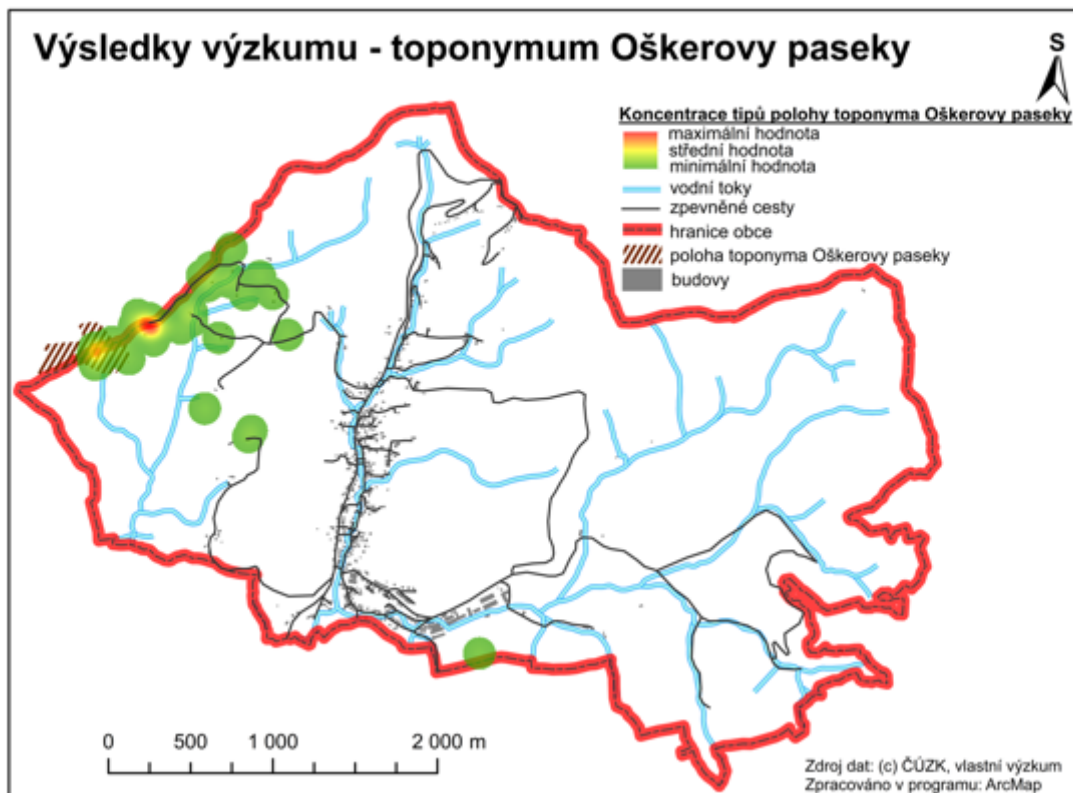 Výsledky výzkumu - toponymum Oškerovy paseky
S
Koncentrace tipů polohy toponyma Oškerovy paseky
maximální hodnota
střední hodnota
minimální hodnota
vodní toky
zpevněné cesty
hranice obce
poloha toponyma Oškerovy paseky
budovy
0 500 1 000 2 000 m
Zdroj dat: (c) ČÚZK, vlastní výzkum
Zpracováno v programu: ArcMap